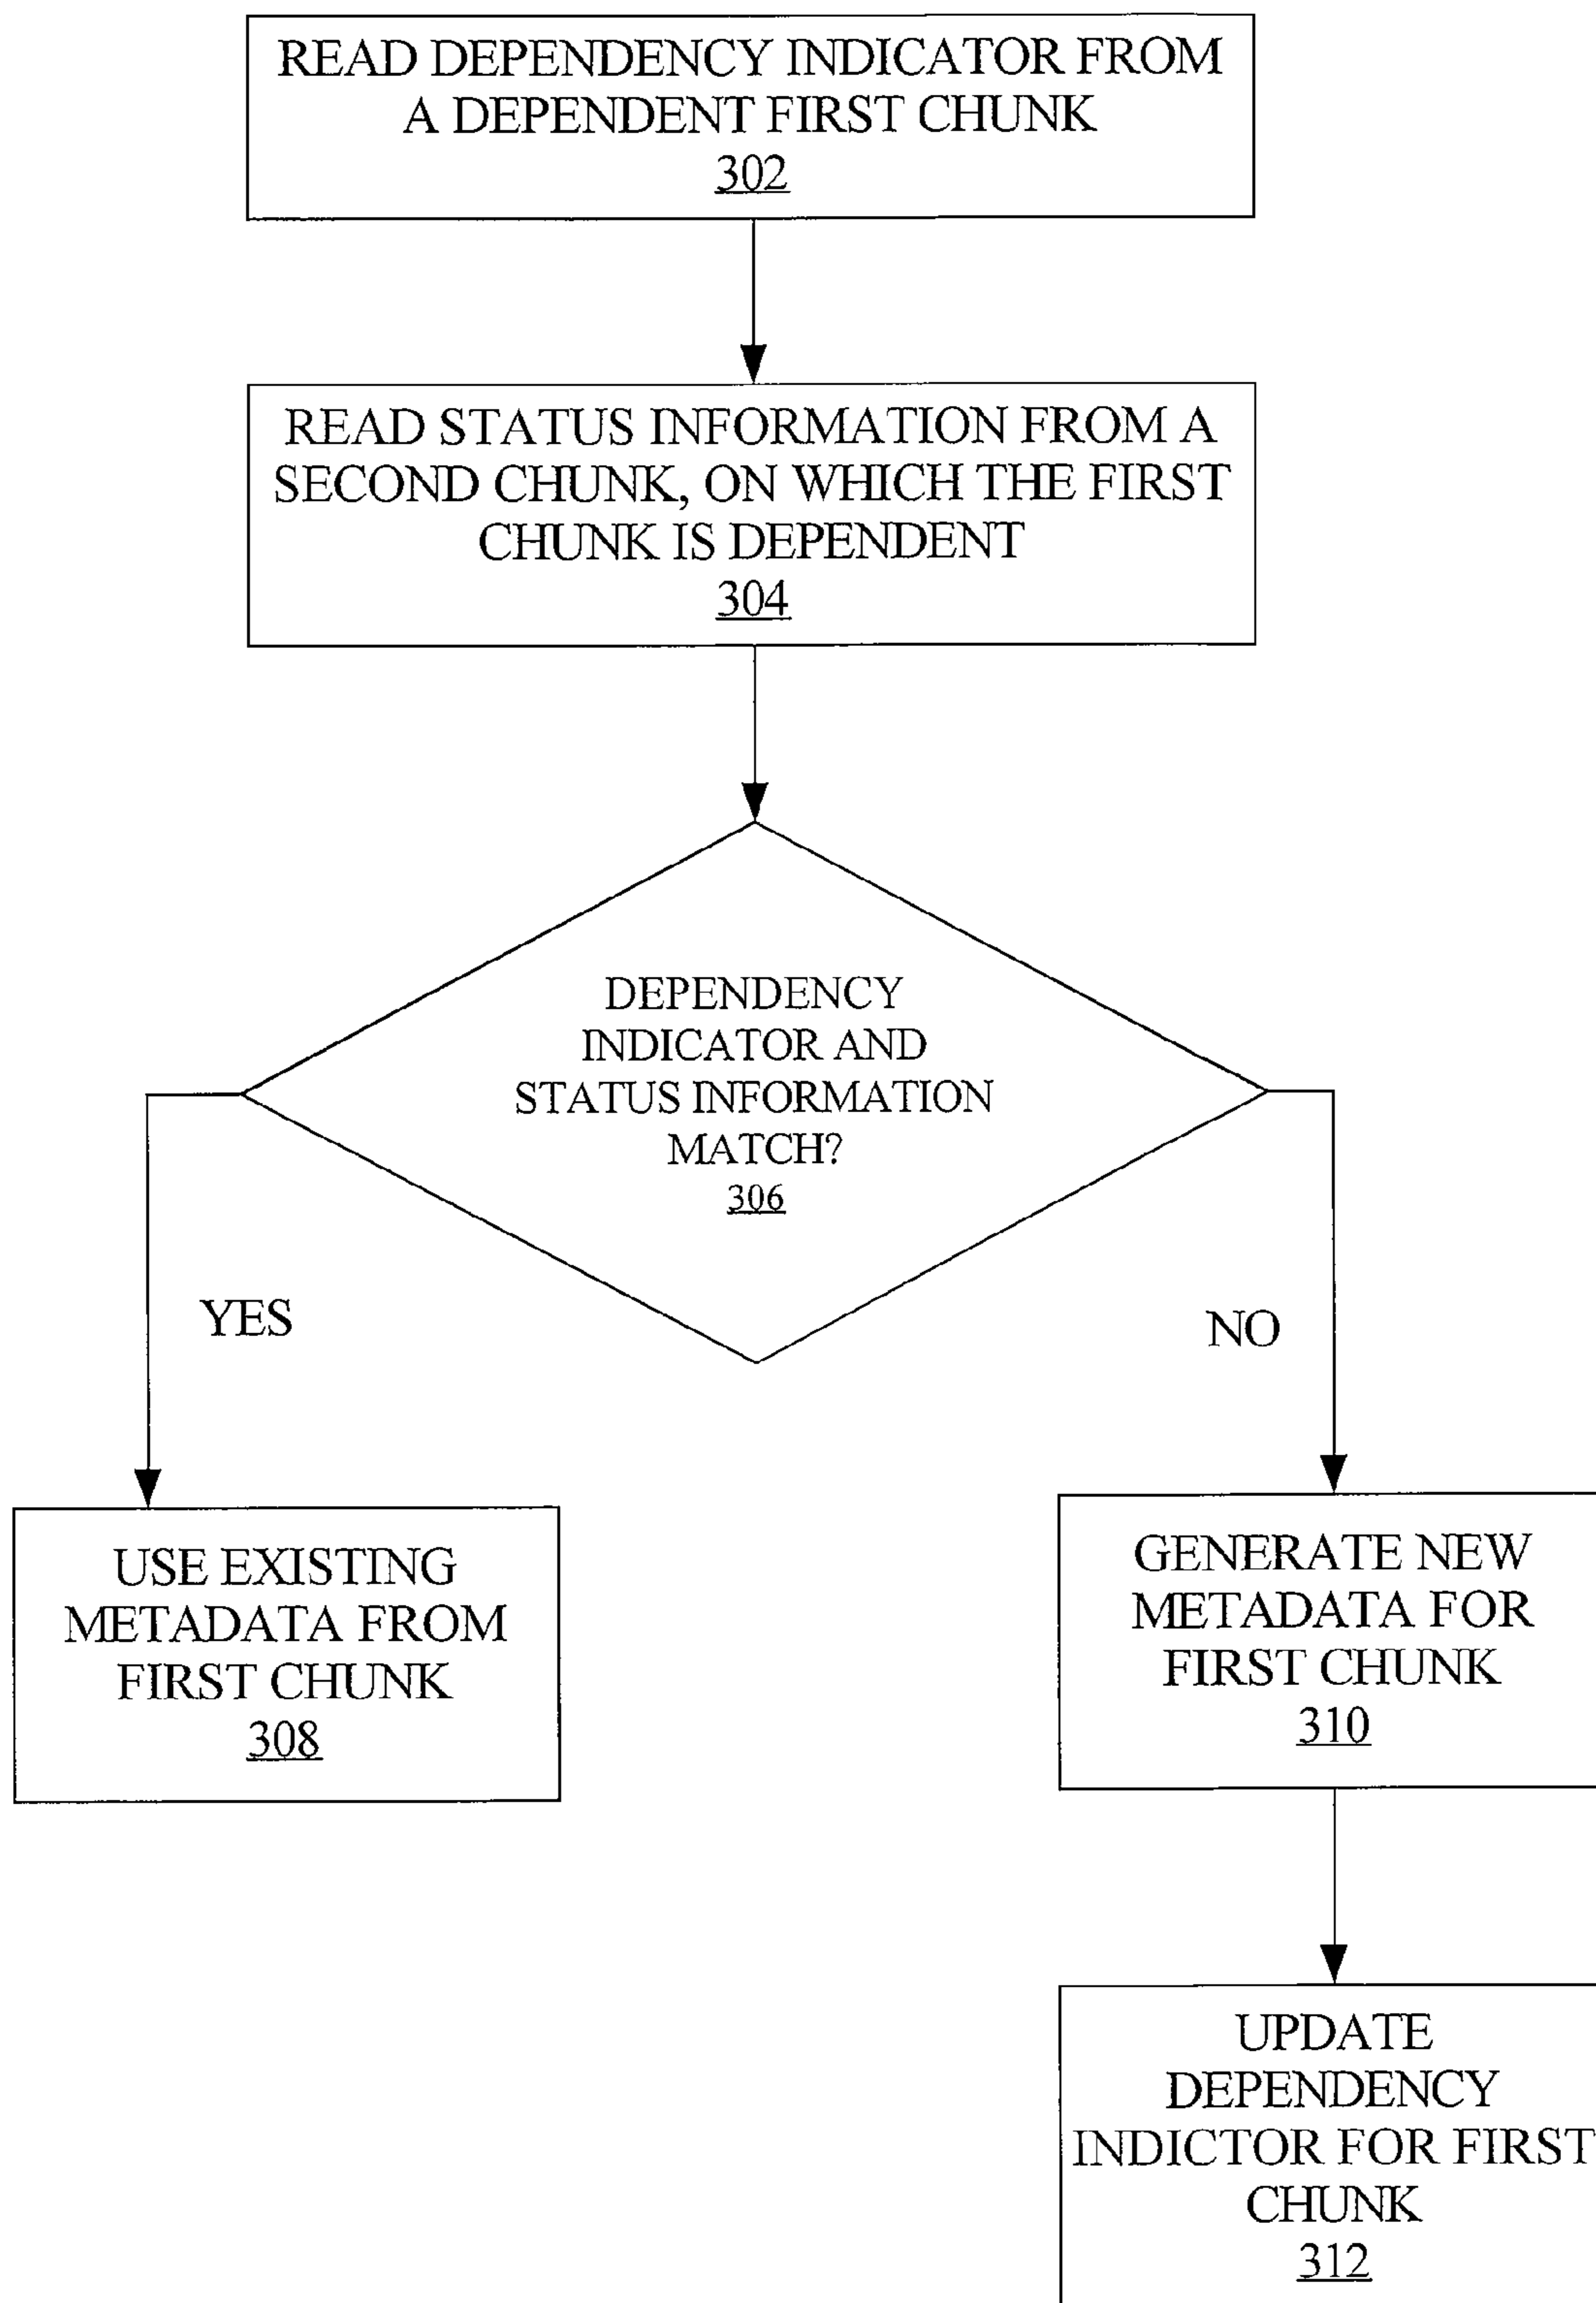 READ DEPENDENCY INDICATOR FROM
A DEPENDENT FIRST CHUNK
302
READ STATUS INFORMATION FROM A
SECOND CHUNK, ON WHICH THE FIRST
CHUNK IS DEPENDENT
304
DEPENDENCY
INDICATOR AND
STATUS INFORMATION
MATCH?
306
YES
NO
USE EXISTING
METADATA FROM
FIRST CHUNK
308
GENERATE NEW
METADATA FOR
FIRST CHUNK
310
UPDATE
DEPENDENCY
INDICTOR FOR FIRST
CHUNK
312